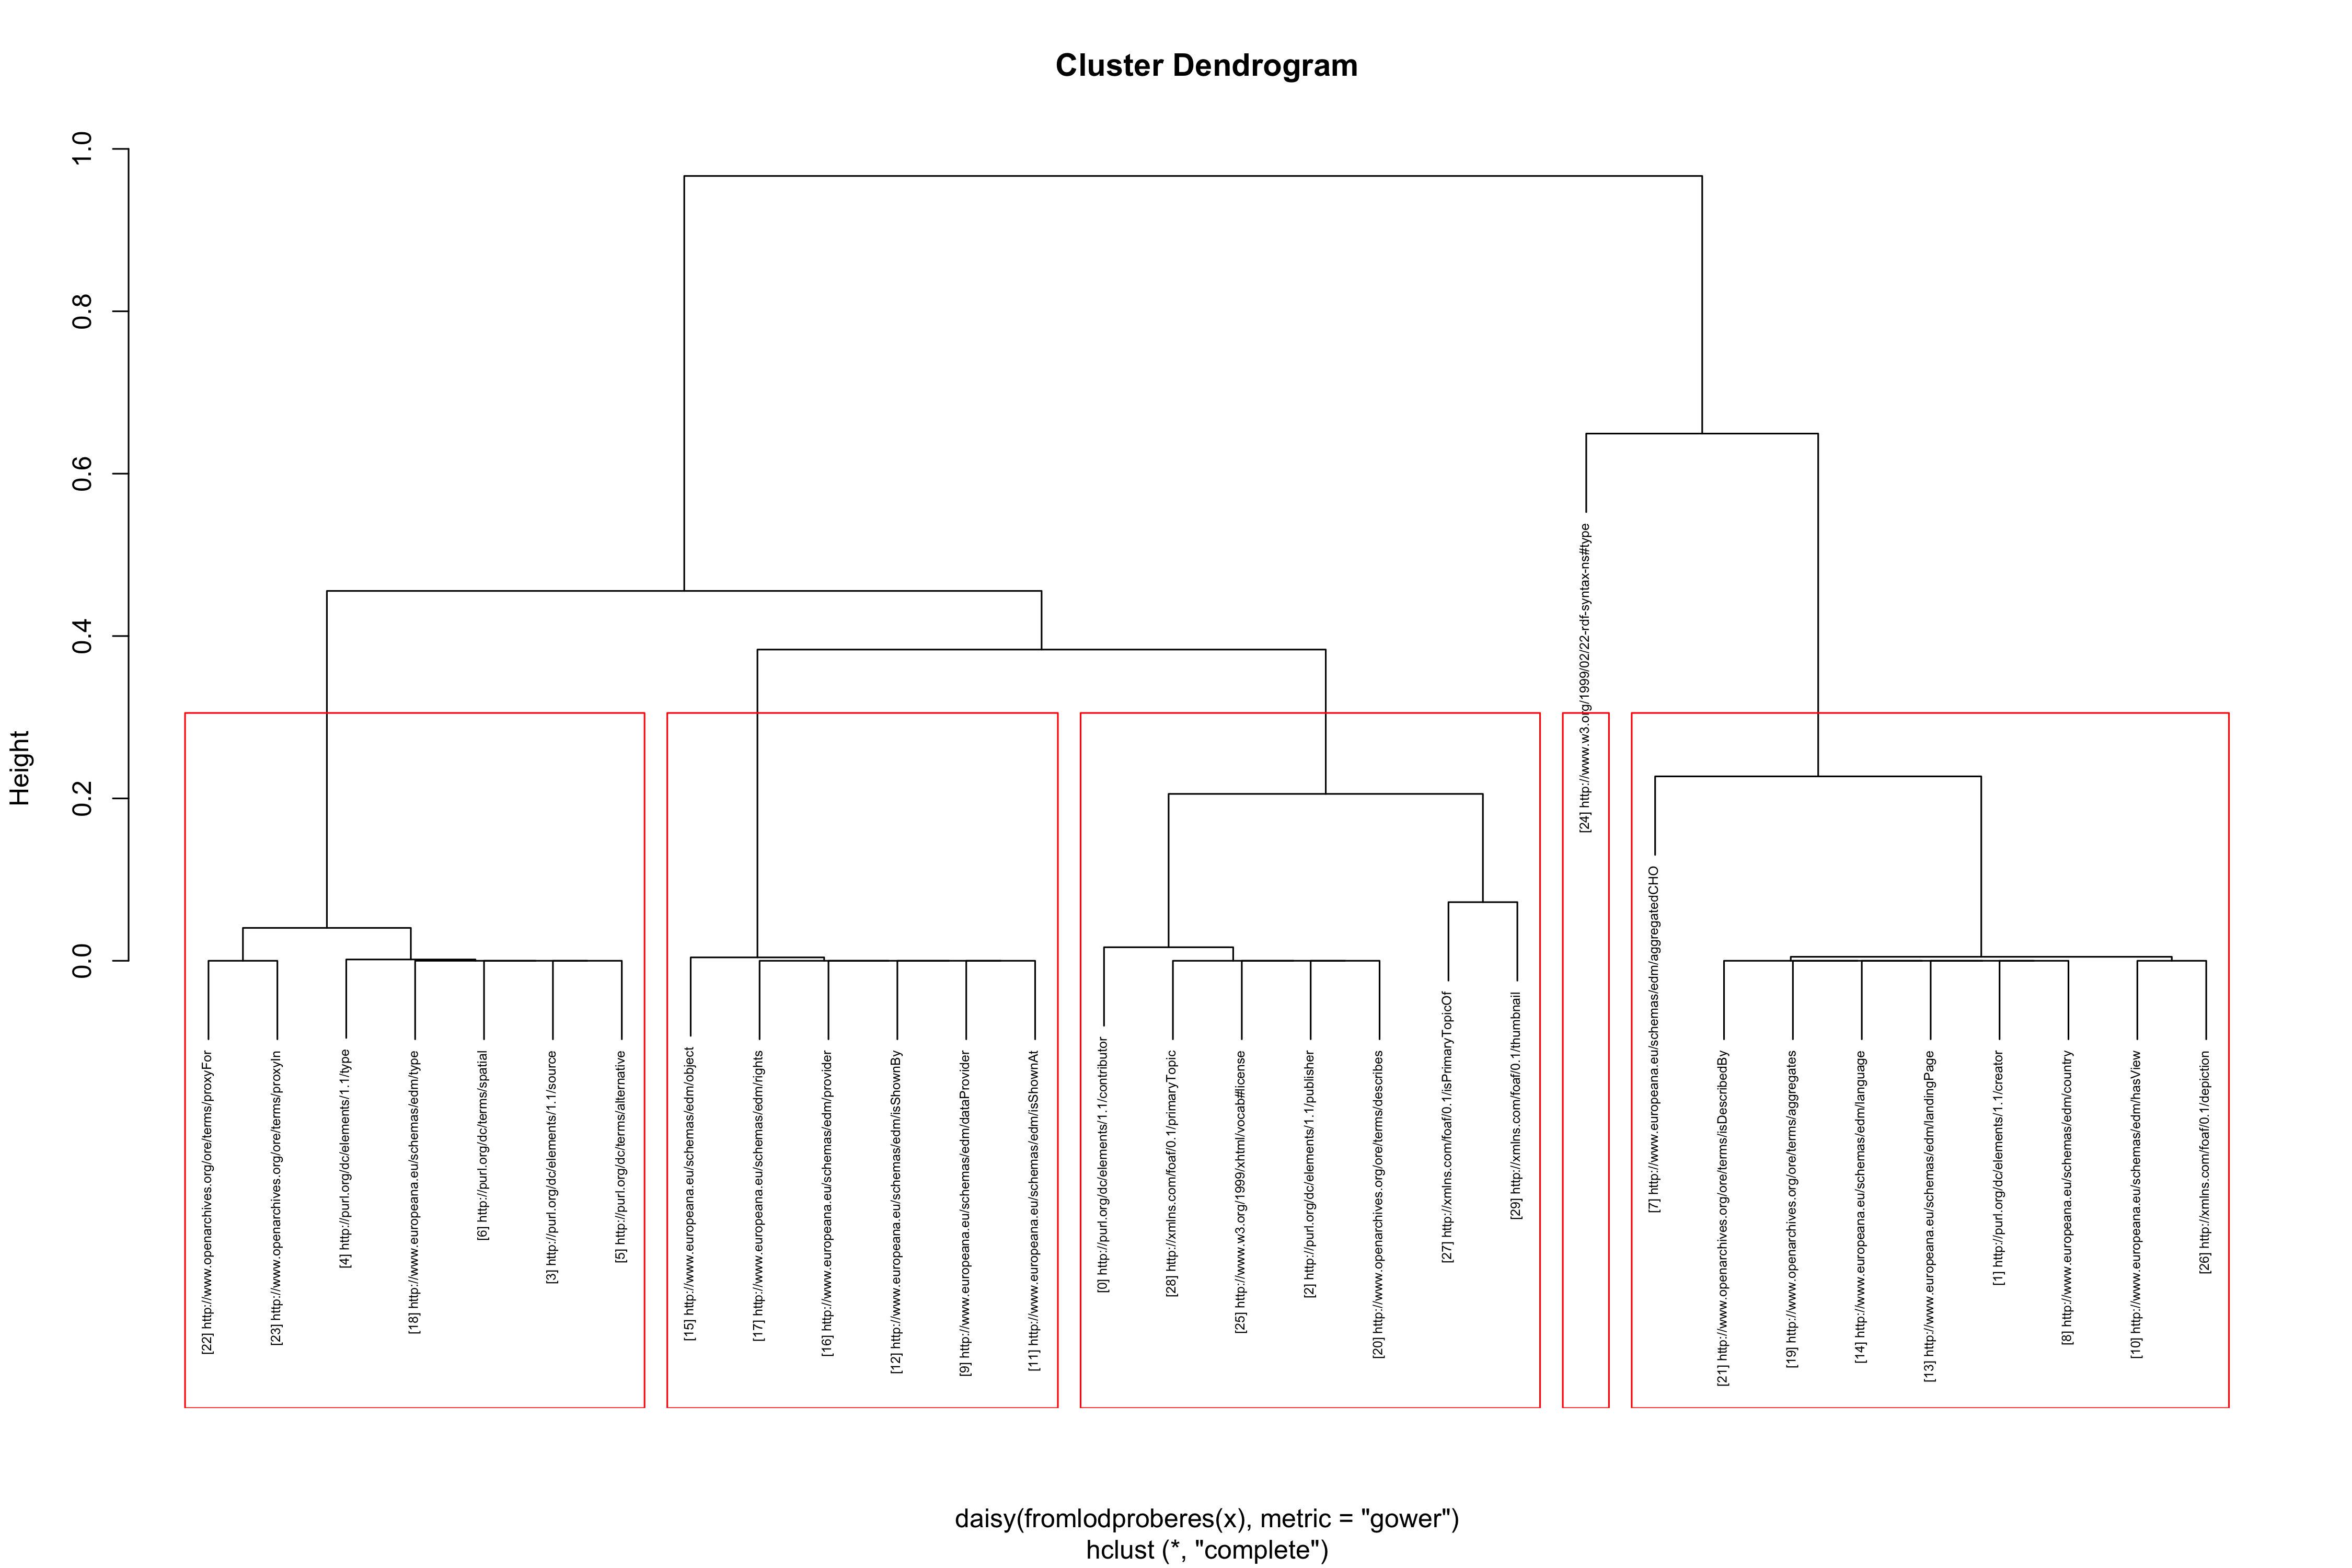 Cluster Dendrogram
Height
1.0
0.8
0.6
0.4
0.2
0.0
[22] http://www.openarchives.org/ore/terms/proxyFor
[23] http://www.openarchives.org/ore/terms/proxyIn
[4] http://purl.org/dc/elements/1.1/type
[18] http://www.europeana.eu/schemas/edm/type
[6] http://purl.org/dc/terms/spatial
[3] http://purl.org/dc/elements/1.1/source
[5] http://purl.org/dc/terms/alternative
[15] http://www.europeana.eu/schemas/edm/object
[17] http://www.europeana.eu/schemas/edm/rights
[16] http://www.europeana.eu/schemas/edm/provider
[12] http://www.europeana.eu/schemas/edm/isShownBy
[9] http://www.europeana.eu/schemas/edm/dataProvider
[11] http://www.europeana.eu/schemas/edm/isShownAt
[0] http://purl.org/dc/elements/1.1/contributor
[28] http://xmlns.com/foaf/0.1/primaryTopic
[25] http://www.w3.org/1999/xhtml/vocab#license
[2] http://purl.org/dc/elements/1.1/publisher
[20] http://www.openarchives.org/ore/terms/describes
[27] http://xmlns.com/foaf/0.1/isPrimaryTopicOf
[29] http://xmlns.com/foaf/0.1/thumbnail
[24] http://www.w3.org/1999/02/22-rdf-syntax-ns#type
[7] http://www.europeana.eu/schemas/edm/aggregatedCHO
[21] http://www.openarchives.org/ore/terms/isDescribedBy
[19] http://www.openarchives.org/ore/terms/aggregates
[14] http://www.europeana.eu/schemas/edm/language
[13] http://www.europeana.eu/schemas/edm/landingPage
[1] http://purl.org/dc/elements/1.1/creator
[8] http://www.europeana.eu/schemas/edm/country
[10] http://www.europeana.eu/schemas/edm/hasView
[26] http://xmlns.com/foaf/0.1/depiction
daisy(fromlodproberes(x), metric = "gower")
hclust (*, "complete")